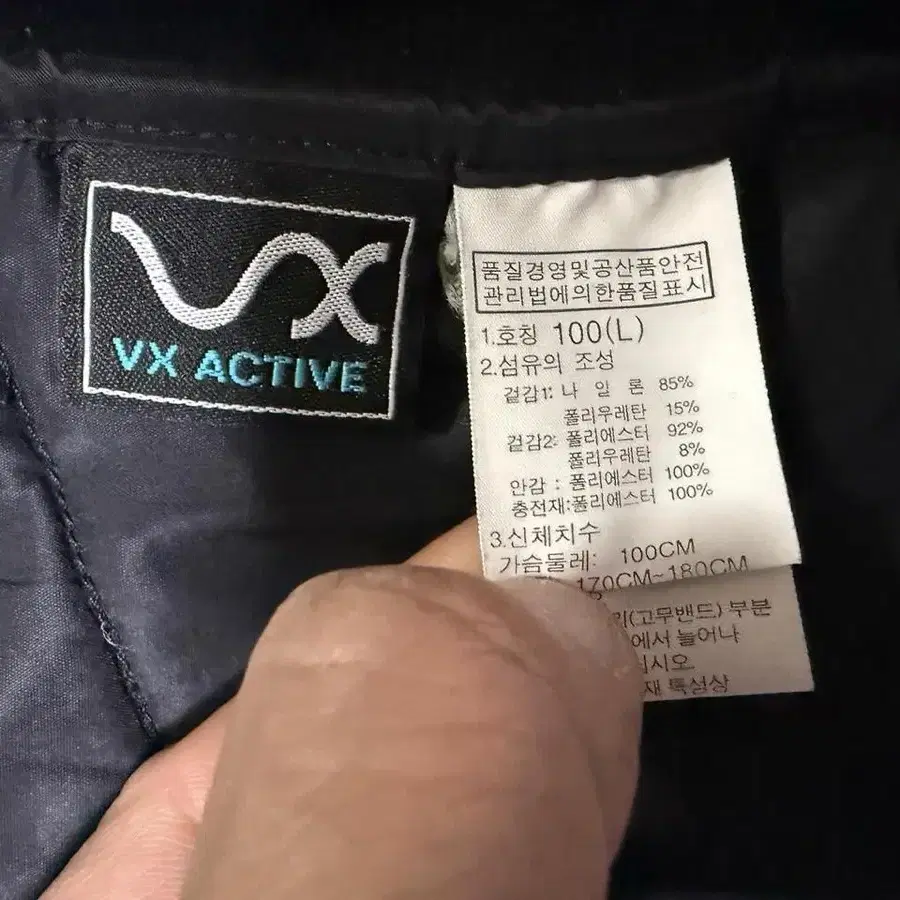 VX
VX ACTIVE
품질경영및공산품안전
관리법에의한품질표시
1.호칭 100(L)
2.섬유의 조성
겉감1: 나 일 론 85%
폴리우레탄 15%
겉감2: 폴리에스터 92%
폴리우레탄 8%
안감 : 폴리에스터 100%
충전재:폴리에스터 100%
3.신체치수
가슴둘레: 100CM
170CM~180CM
(고무밴드) 부분
에서 늘어나
시오
재 특성상